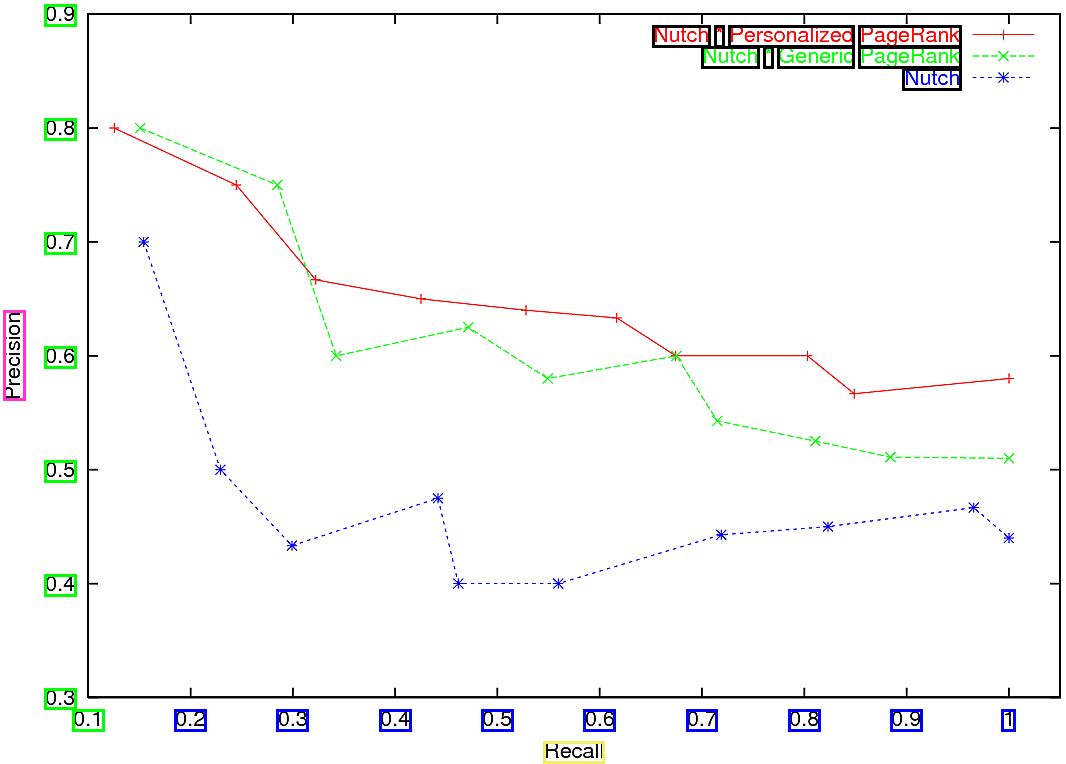 0.9
Nutch * Personalized PageRank
Nutch * Generic PageRank
Nutch
0.8
0.7
Precision
0.6
0.5
0.4
0.3
0.1 0.2 0.3 0.4 0.5 0.6 0.7 0.8 0.9 1
Recall